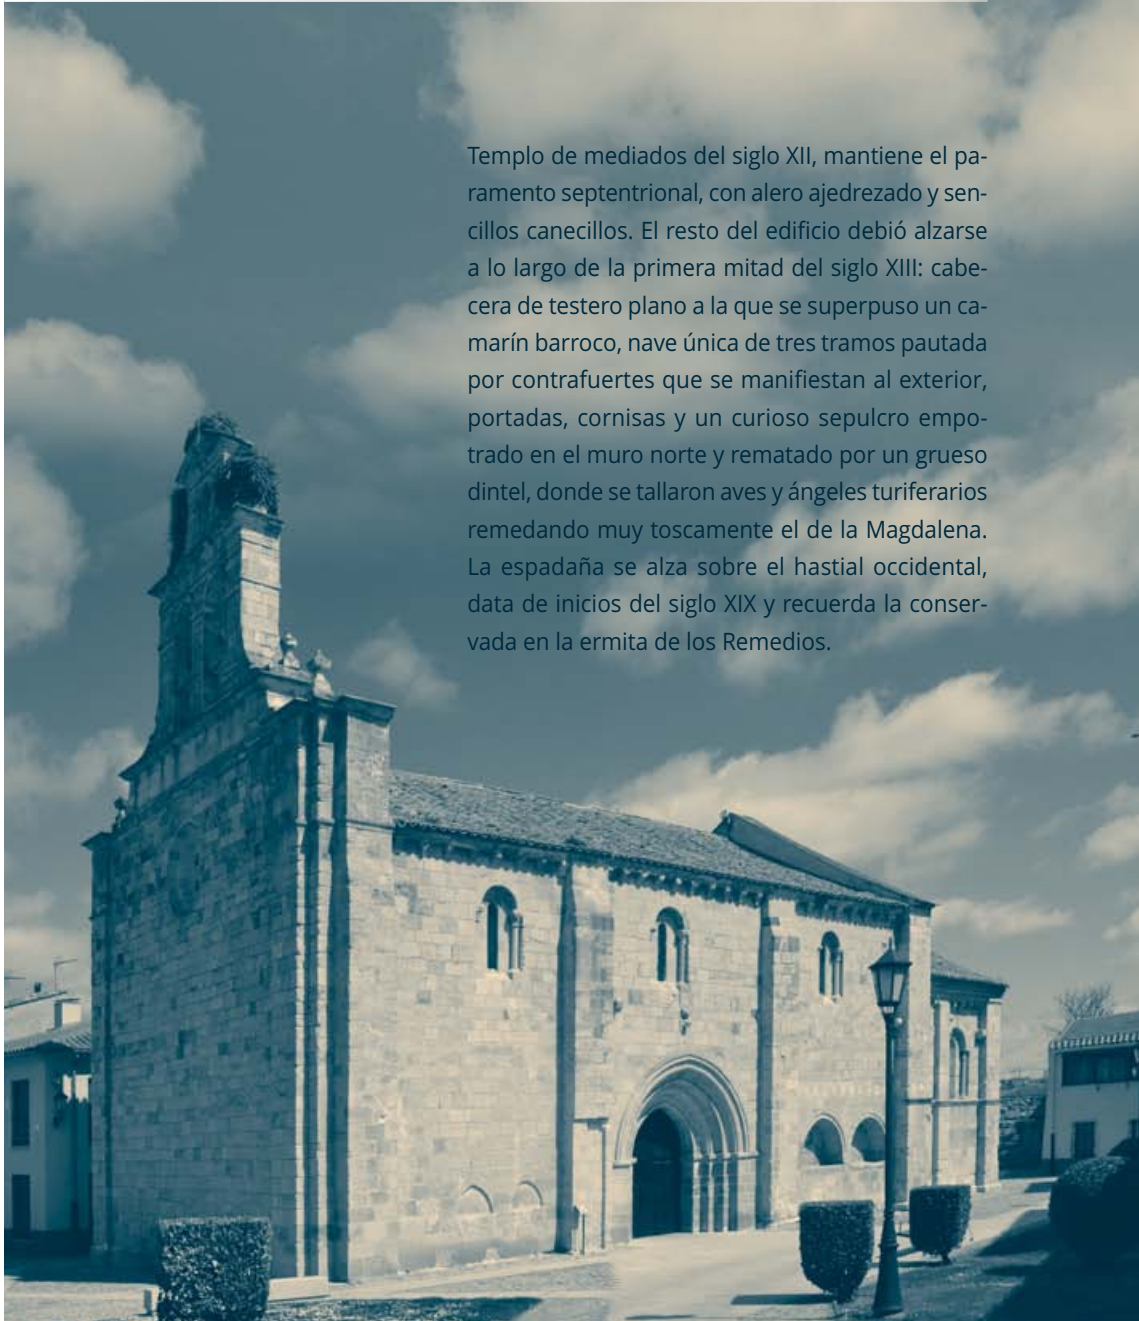 Templo de mediados del siglo XII, mantiene el pa-
ramento septentrional, con alero ajedrezado y sen-
cillos canecillos. El resto del edificio debió alzarse
a lo largo de la primera mitad del siglo XIII: cabe-
cera de testero plano a la que se superpuso un ca-
marín barroco, nave única de tres tramos pautada
por contrafuertes que se manifiestan al exterior,
portadas, cornisas y un curioso sepulcro empo-
trado en el muro norte y rematado por un grueso
dintel, donde se tallaron aves y ángeles turiferarios
remedando muy toscamente el de la Magdalena.
La espadaña se alza sobre el hastial occidental,
data de inicios del siglo XIX y recuerda la conser-
vada en la ermita de los Remedios.